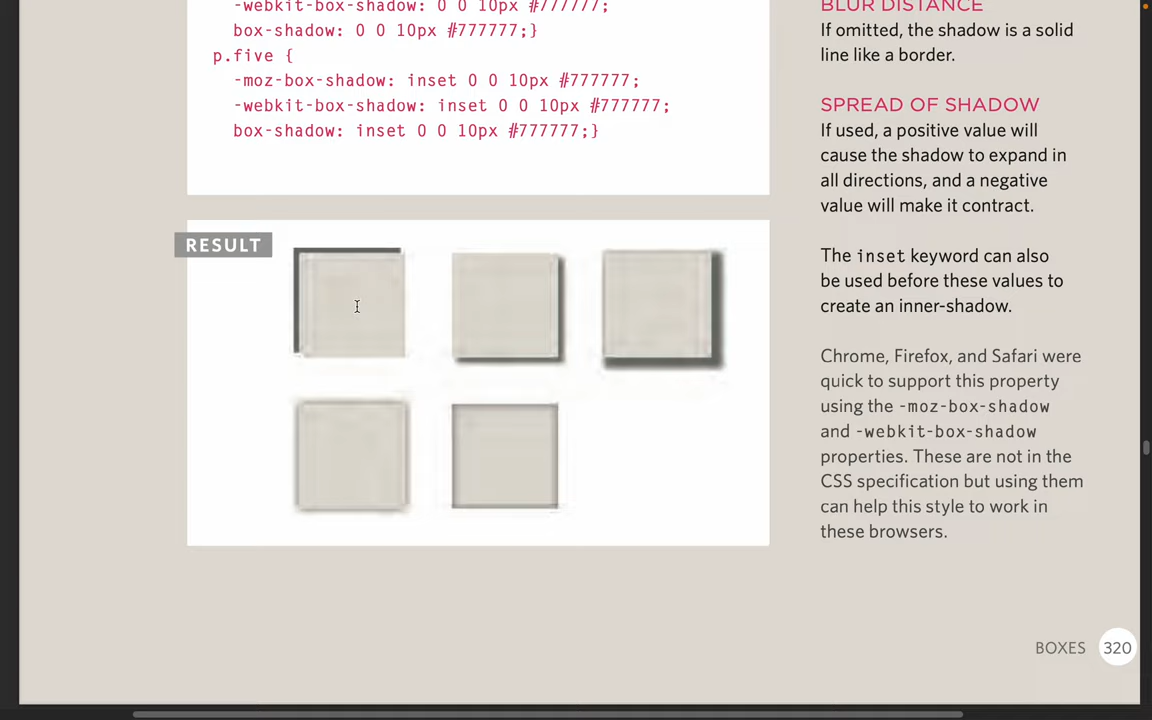 -webkit-box-shadow: 0 0 10px #777777;
box-shadow: 0 0 10px #777777;}
p.five {
-moz-box-shadow: inset 0 0 10px #777777;
-webkit-box-shadow: inset 0 0 10px #777777;
box-shadow: inset 0 0 10px #777777;}
RESULT
BLUR DISTANCE
If omitted, the shadow is a solid
line like a border.
SPREAD OF SHADOW
If used, a positive value will
cause the shadow to expand in
all directions, and a negative
value will make it contract.
The inset keyword can also
be used before these values to
create an inner-shadow.
Chrome, Firefox, and Safari were
quick to support this property
using the -moz-box-shadow
and -webkit-box-shadow
properties. These are not in the
CSS specification but using them
can help this style to work in
these browsers.
BOXES 320